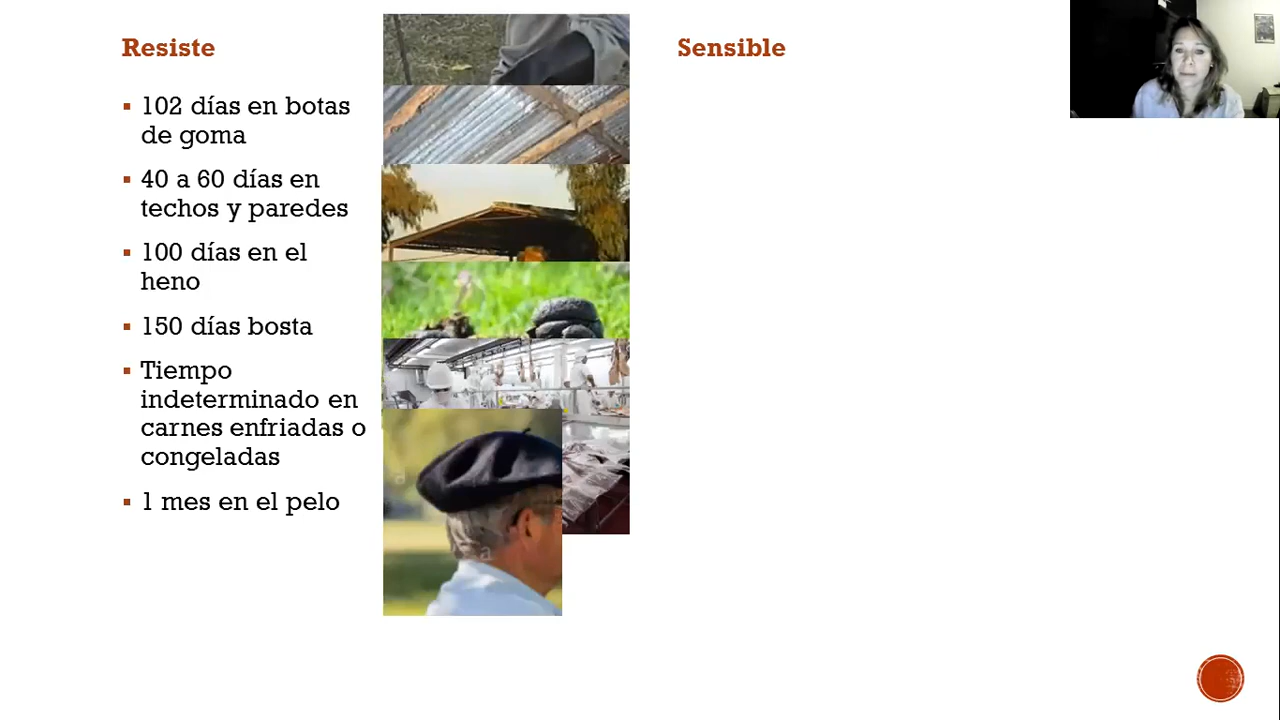 Resiste
102 días en botas
de goma
40 a 60 días en
techos y paredes
100 días en el
heno
150 días bosta
Tiempo
indeterminado en
carnes enfriadas o
congeladas
1 mes en el pelo
Sensible